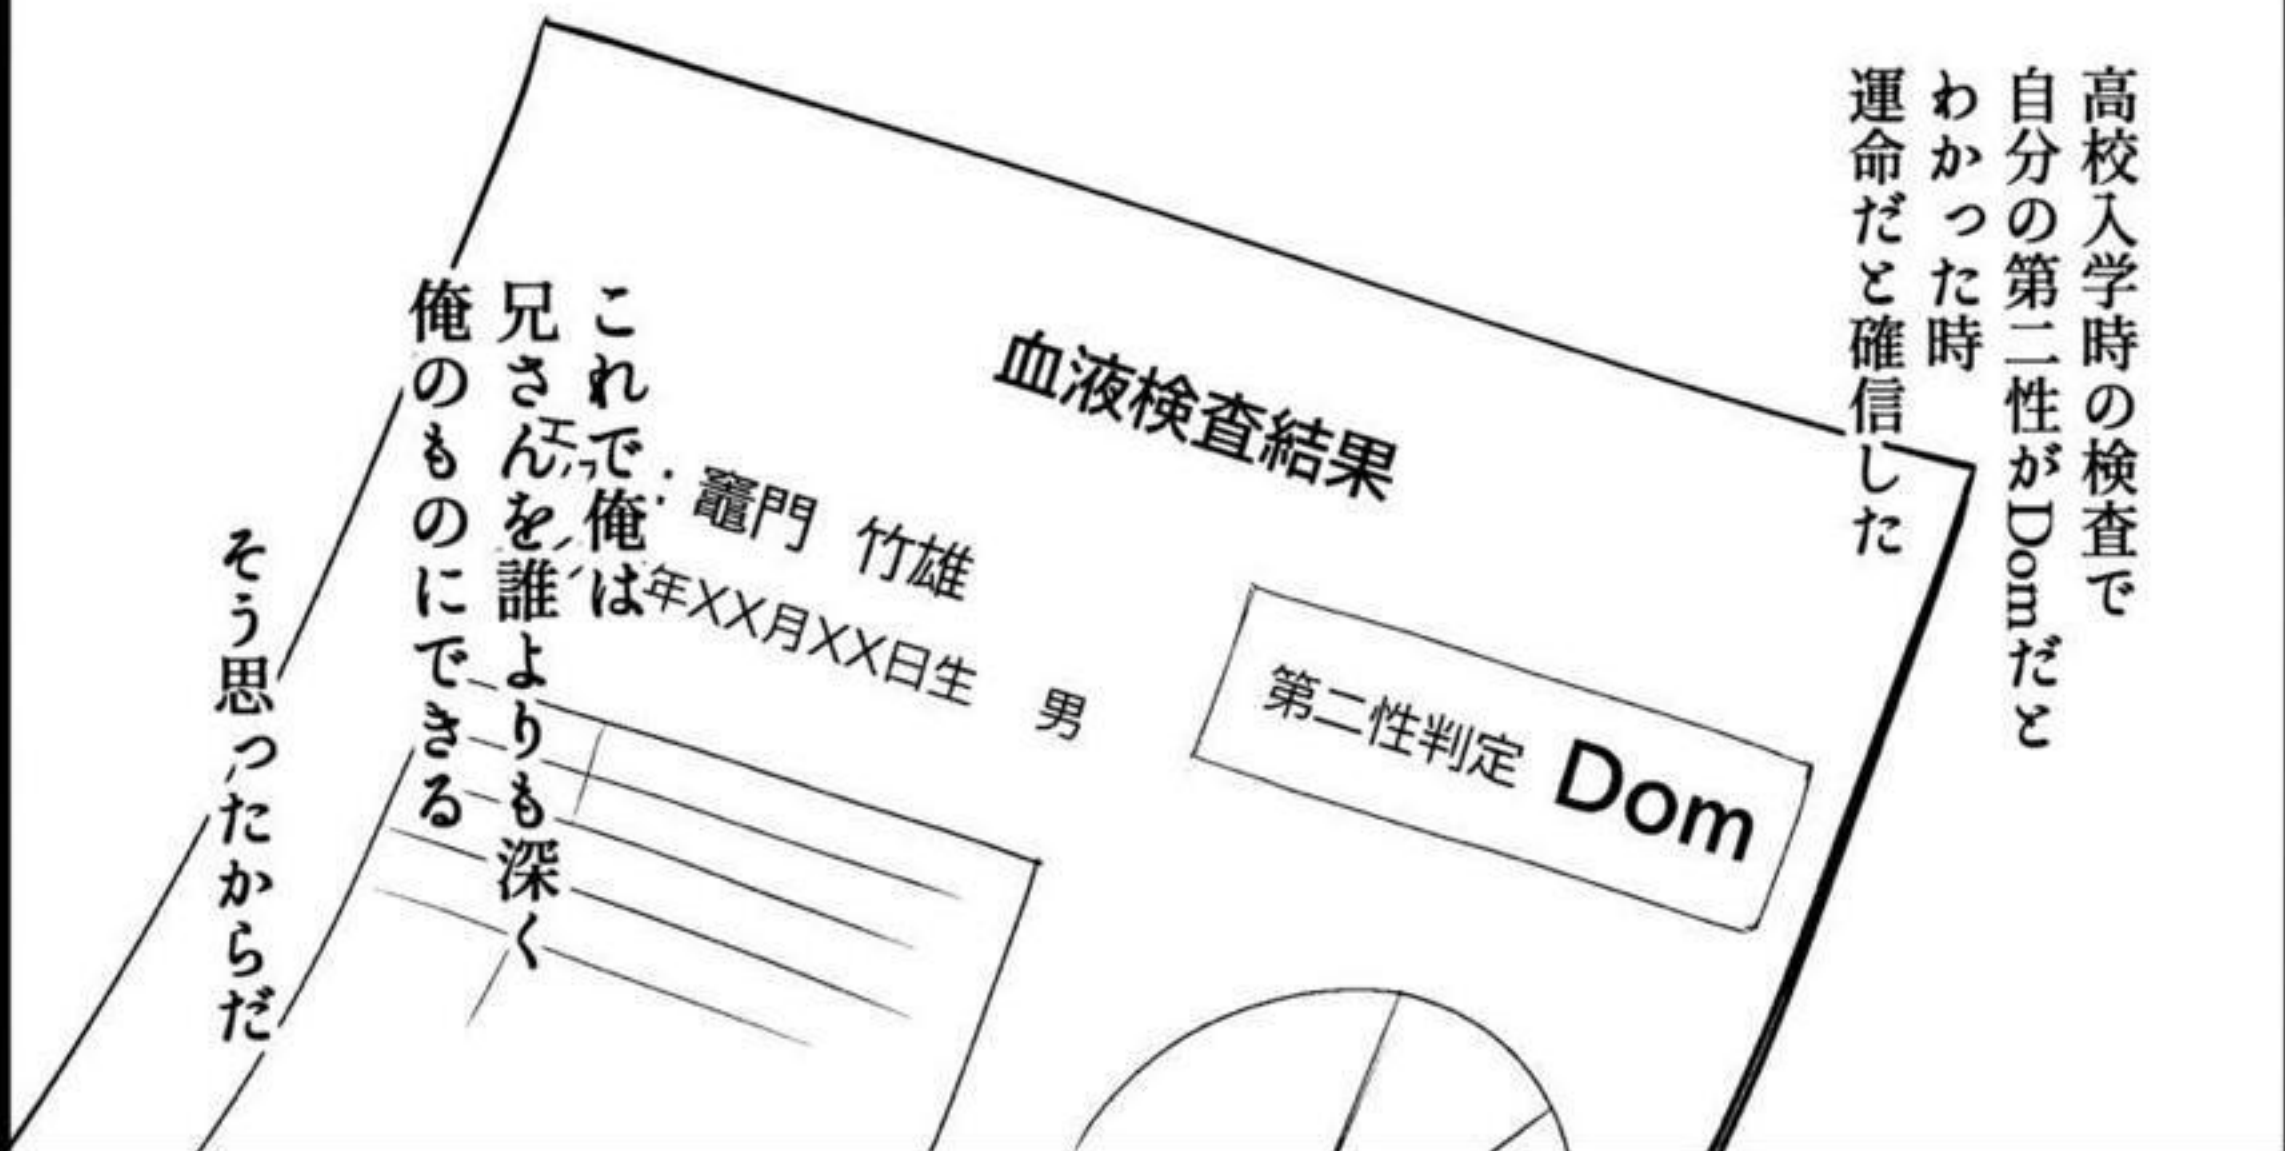 高校入学時の検査で
自分の第二性がDomだと
わかった時
運命だと確信した
血液検査結果
：竈門 竹雄
年XX月XX日生 男
第二性判定 Dom
これで俺は
兄さんを誰よりも深く
俺のものにできる
そう思ったからだ